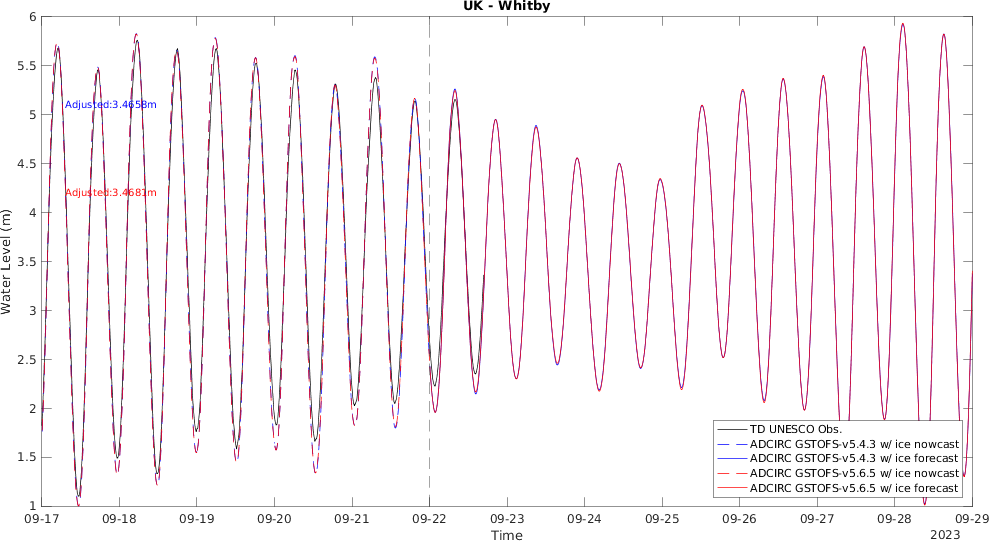 UK - Whitby
6
5.5
5
4.5
4
3.5
3
2.5
2
1.5
1
Water Level (m)
Adjusted:3.4658m
Adjusted:3.4681m
TD UNESCO Obs.
ADCIRC GSTOFS-v5.4.3 w/ ice nowcast
ADCIRC GSTOFS-v5.4.3 w/ ice forecast
ADCIRC GSTOFS-v5.6.5 w/ ice nowcast
ADCIRC GSTOFS-v5.6.5 w/ ice forecast
09-17 09-18 09-19 09-20 09-21 09-22 09-23 09-24 09-25 09-26 09-27 09-28 09-29
Time
2023